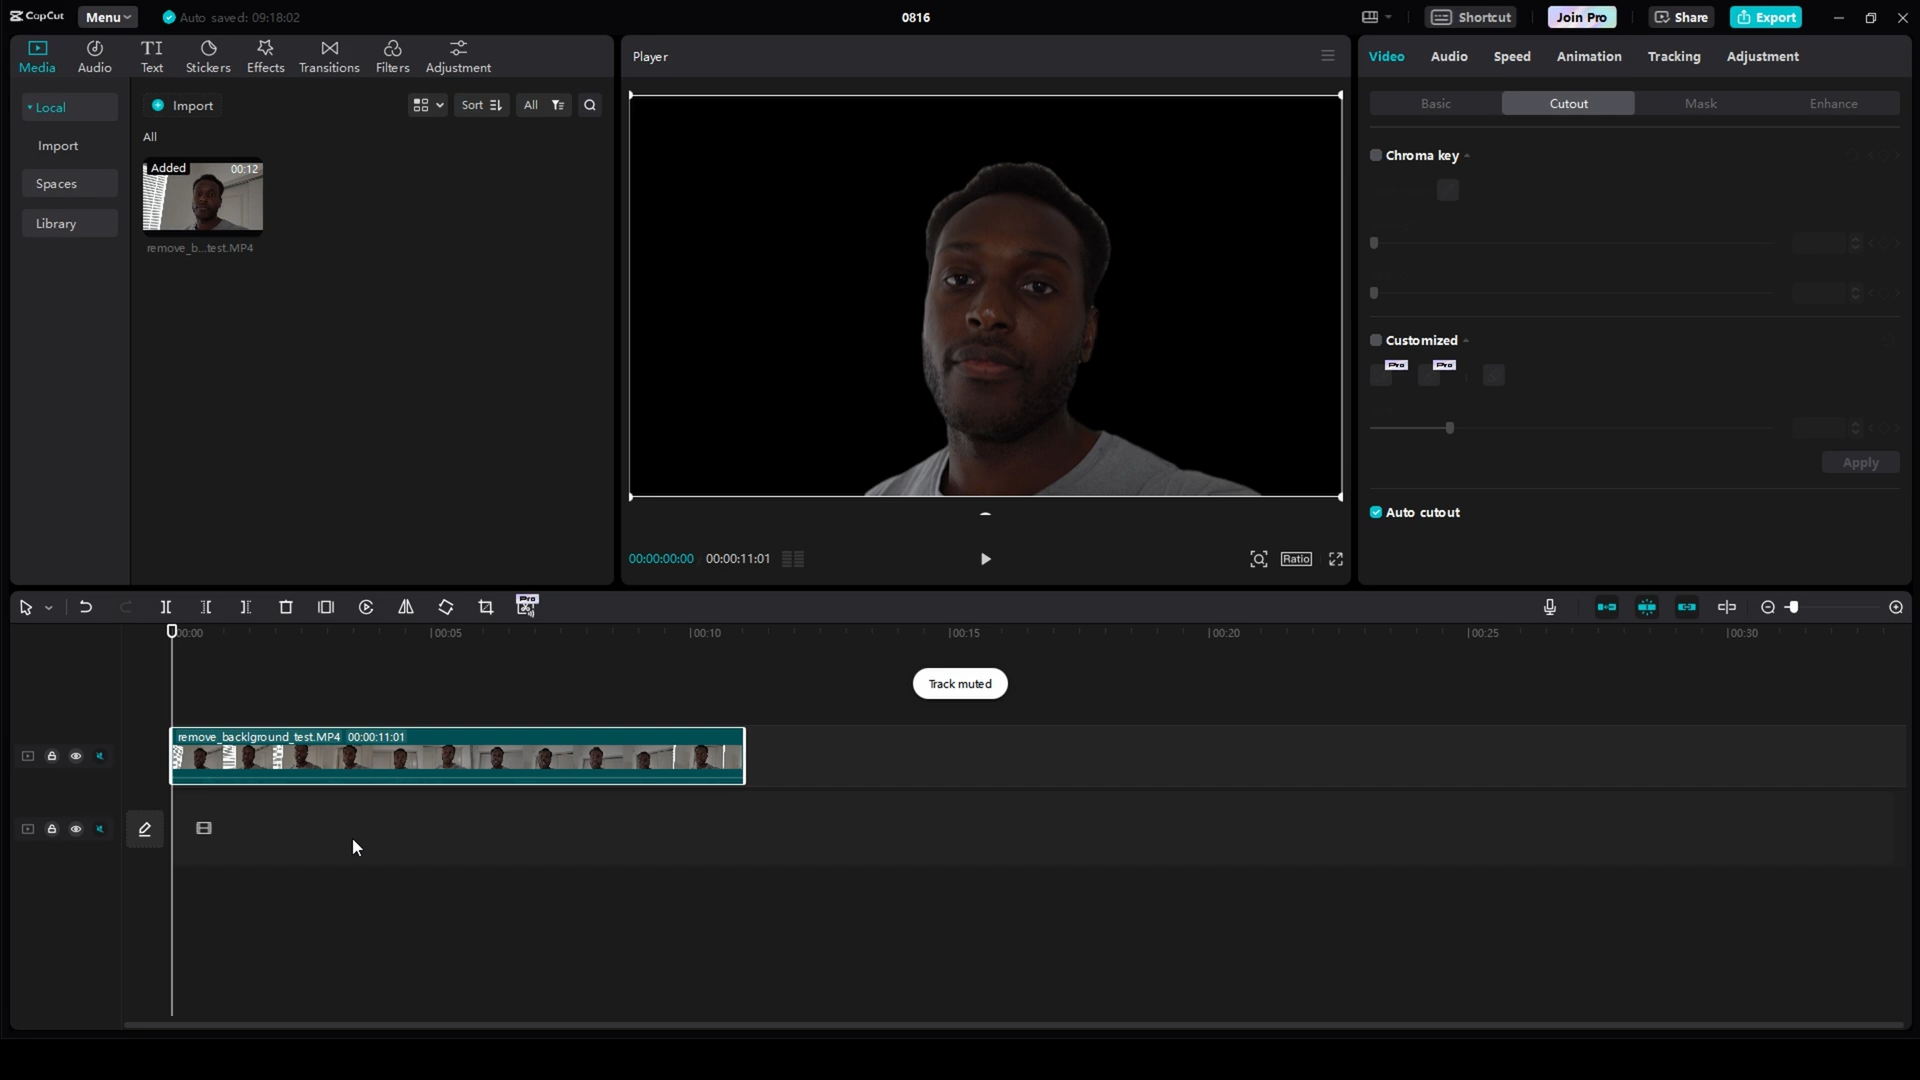 CapCut
Menu
Auto saved: 09:18:02
0816
Shortcut
Join Pro
Share
Export
Media
Audio
Text
Stickers
Effects
Transitions
Filters
Adjustment
Local
Import
Spaces
Library
Import
Sort
All
All
Added
00:12
remove_b...test.MP4
Player
00:00:00:00
00:00:11:01
Ratio
Video
Audio
Speed
Animation
Tracking
Adjustment
Basic
Cutout
Mask
Enhance
Chroma key
Customized
Pro
Pro
Apply
Auto cutout
Pro
00:00
00:05
00:10
00:15
00:20
00:25
00:30
Track muted
remove_backlground_test.MP4 00:00:11:01